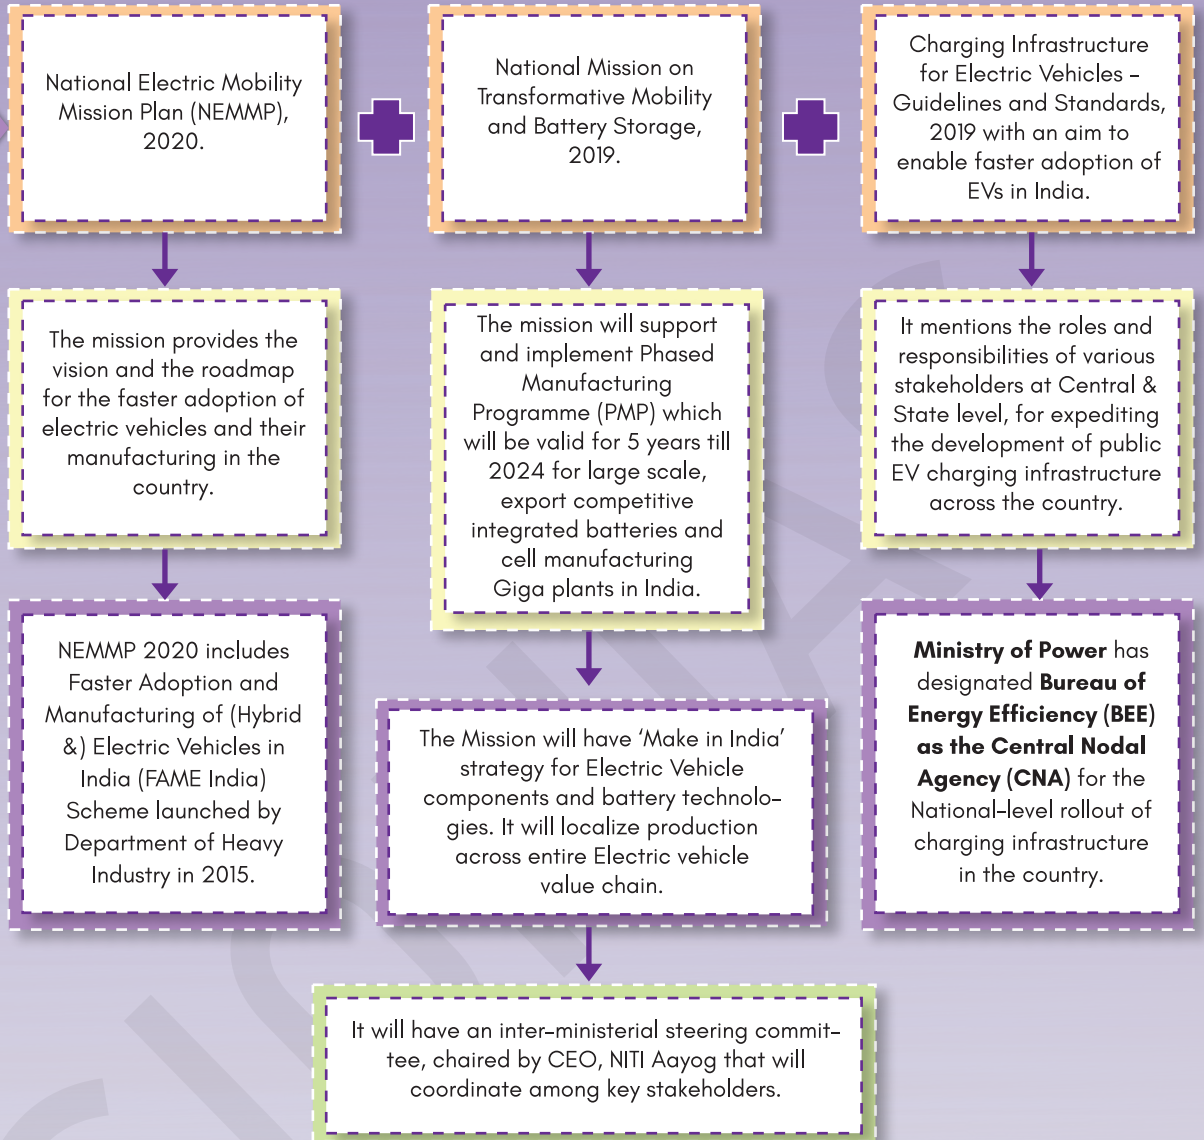 National Electric Mobility
Mission Plan (NEMMP),
2020.
National Mission on
Transformative Mobility
and Battery Storage,
2019.
Charging Infrastructure
for Electric Vehicles -
Guidelines and Standards,
2019 with an aim to
enable faster adoption of
EVs in India.
The mission provides the
vision and the roadmap
for the faster adoption of
electric vehicles and their
manufacturing in the
country.
The mission will support
and implement Phased
Manufacturing
Programme (PMP) which
will be valid for 5 years till
2024 for large scale,
export competitive
integrated batteries and
cell manufacturing
Giga plants in India.
It mentions the roles and
responsibilities of various
stakeholders at Central &
State level, for expediting
the development of public
EV charging infrastructure
across the country.
NEMMP 2020 includes
Faster Adoption and
Manufacturing of (Hybrid
&) Electric Vehicles in
India (FAME India)
Scheme launched by
Department of Heavy
Industry in 2015.
The Mission will have ‘Make in India’
strategy for Electric Vehicle
components and battery technolo-
gies. It will localize production
across entire Electric vehicle
value chain.
Ministry of Power has
designated Bureau of
Energy Efficiency (BEE)
as the Central Nodal
Agency (CNA) for the
National-level rollout of
charging infrastructure
in the country.
It will have an inter-ministerial steering commit-
tee, chaired by CEO, NITI Aayog that will
coordinate among key stakeholders.